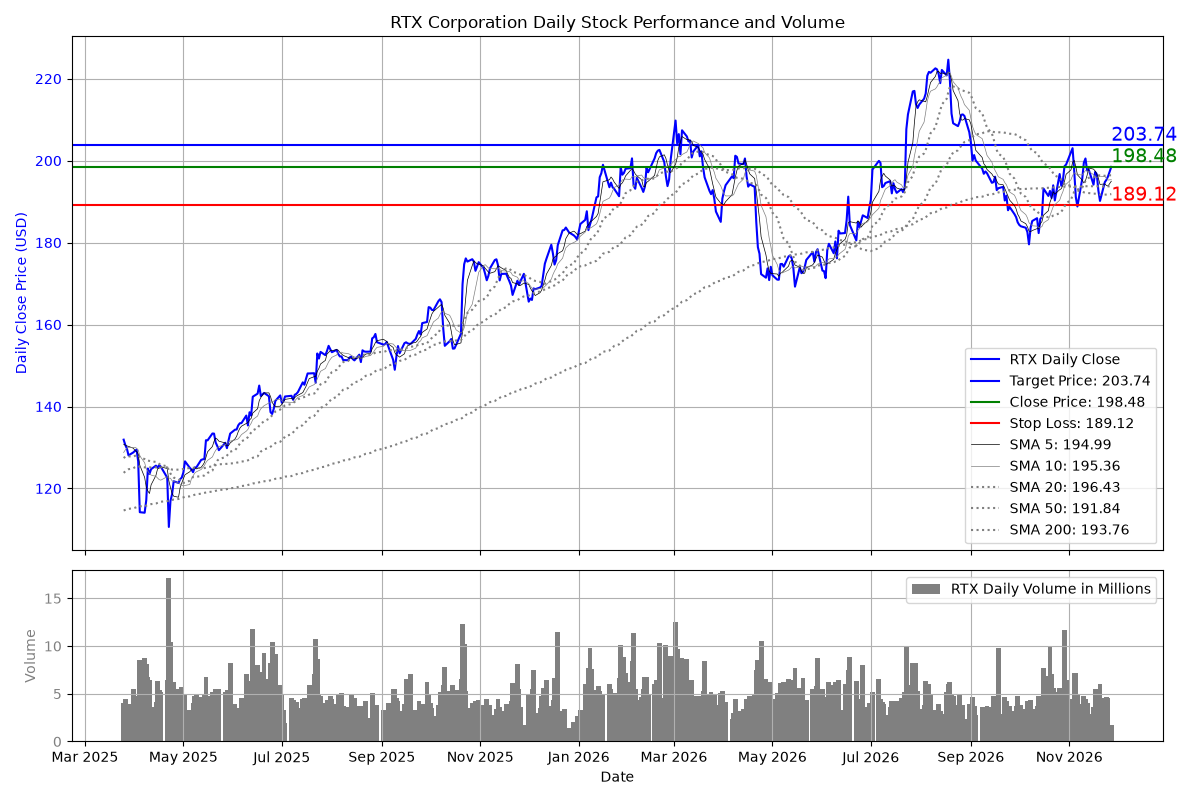 RTX Corporation Daily Stock Performance and Volume
220
200
180
160
140
120
Daily Close Price (USD)
203.74
198.48
189.12
RTX Daily Close
Target Price: 203.74
Close Price: 198.48
Stop Loss: 189.12
SMA 5: 194.99
SMA 10: 195.36
SMA 20: 196.43
SMA 50: 191.84
SMA 200: 193.76
15
10
5
0
Volume
RTX Daily Volume in Millions
Mar 2025 May 2025 Jul 2025 Sep 2025 Nov 2025 Jan 2026 Mar 2026 May 2026 Jul 2026 Sep 2026 Nov 2026
Date